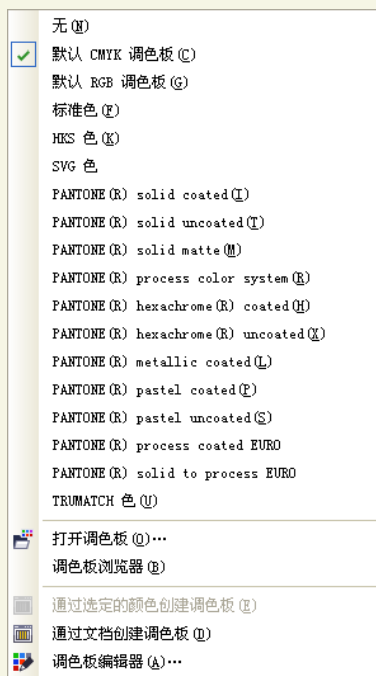 无(N)
默认 CMYK 调色板(C)
默认 RGB 调色板(G)
标准色(F)
HKS 色(K)
SVG 色
PANTONE(R) solid coated(I)
PANTONE(R) solid uncoated(T)
PANTONE(R) solid matte(M)
PANTONE(R) process color system(R)
PANTONE(R) hexachrome(R) coated(H)
PANTONE(R) hexachrome(R) uncoated(X)
PANTONE(R) metallic coated(L)
PANTONE(R) pastel coated(P)
PANTONE(R) pastel uncoated(S)
PANTONE(R) process coated EURO
PANTONE(R) solid to process EURO
TRUMATCH 色(U)
打开调色板(O)…
调色板浏览器(B)
通过选定的颜色创建调色板(E)
通过文档创建调色板(D)
调色板编辑器(A)…